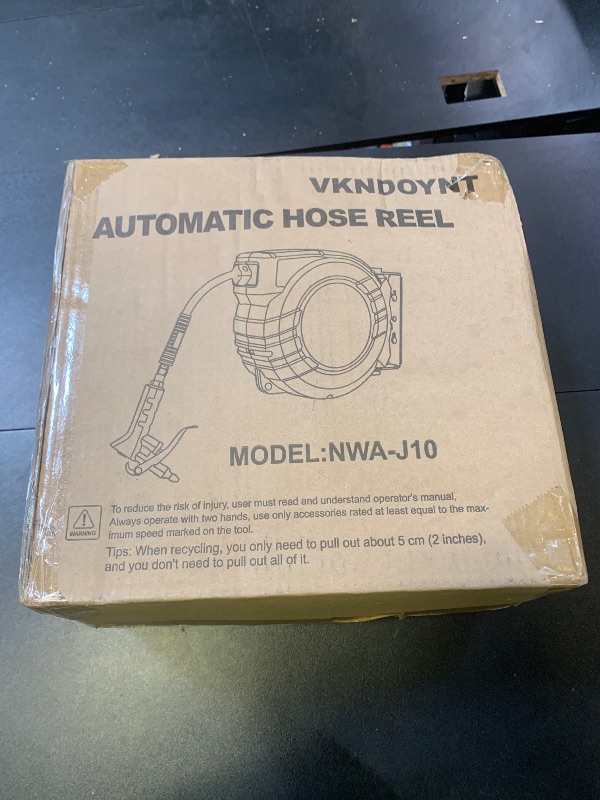 VKNDOYNT
AUTOMATIC HOSE REEL
MODEL:NWA-J10
WARNING
To reduce the risk of injury, user must read and understand operator's manual,
Always operate with two hands, use only accessories rated at least equal to the max-
imum speed marked on the tool.
Tips: When recycling, you only need to pull out about 5 cm (2 inches),
and you don't need to pull out all of it.